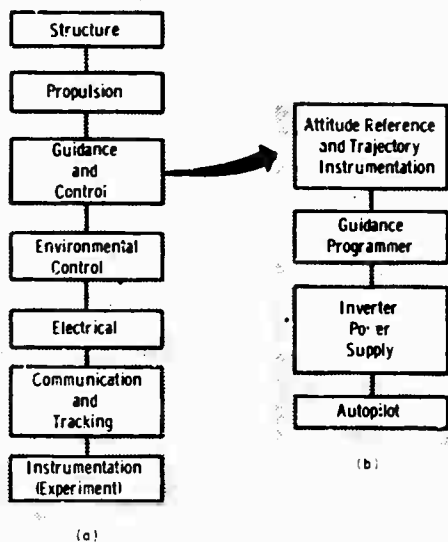 Structure
Propulsion
Guidance
and
Control
Environmental
Control
Electrical
Communication
and
Tracking
Instrumentation
(Experiment)
(a)
Attitude Reference
and Trajectory
Instrumentation
Guidance
Programmer
Inverter
Power
Supply
Autopilot
(b)